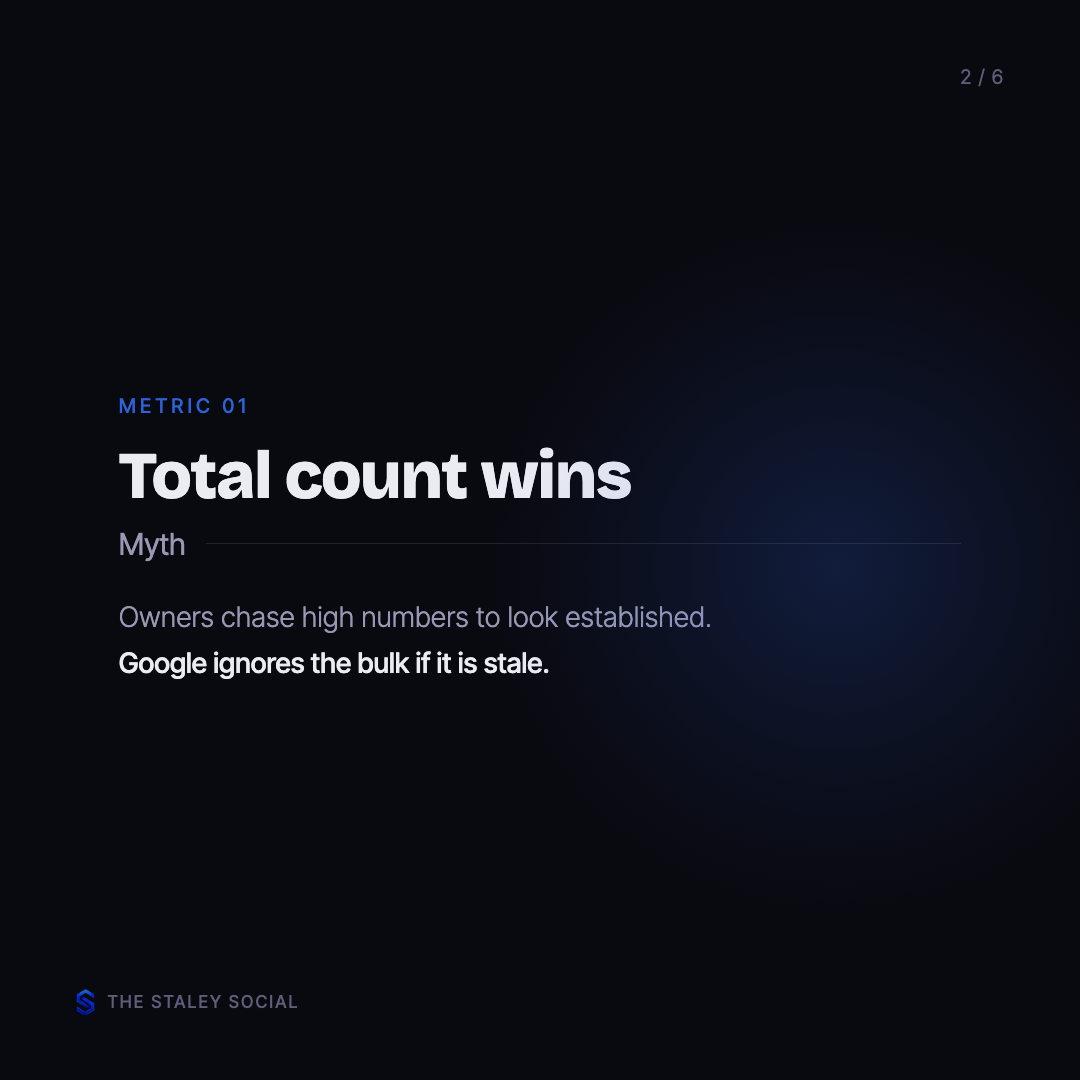 2 / 6
METRIC 01
Total count wins
Myth
Owners chase high numbers to look established.
Google ignores the bulk if it is stale.
THE STALEY SOCIAL